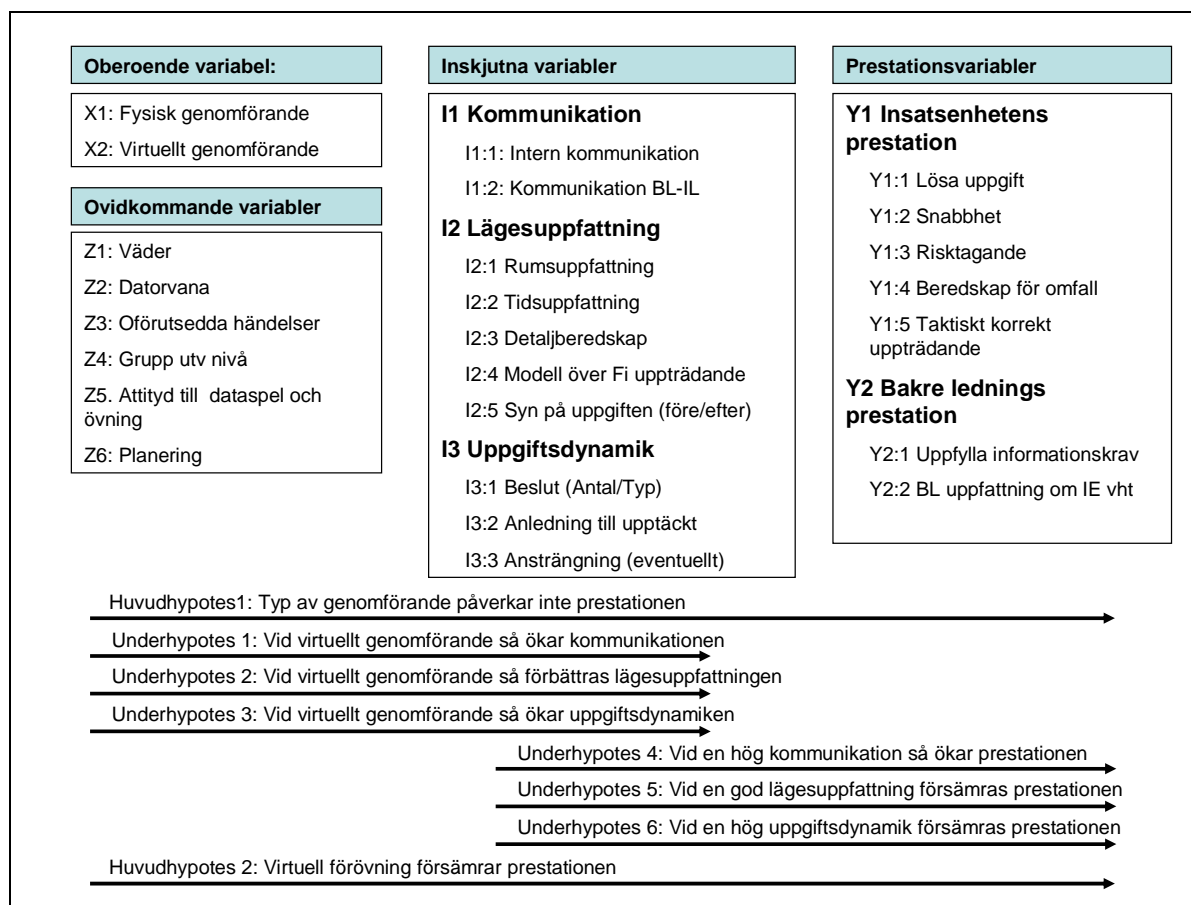 Oberoende variabel:
X1: Fysisk genomförande
X2: Virtuellt genomförande
Ovidkommande variabler
Z1: Väder
Z2: Datorvana
Z3: Oförutsedda händelser
Z4: Grupp utv nivå
Z5. Attityd till dataspel och
övning
Z6: Planering
Inskjutna variabler
I1 Kommunikation
I1:1: Intern kommunikation
I1:2: Kommunikation BL-IL
I2 Lägesuppfattning
I2:1 Rumsuppfattning
I2:2 Tidsuppfattning
I2:3 Detaljberedskap
I2:4 Modell över Fi uppträdande
I2:5 Syn på uppgiften (före/efter)
I3 Uppgiftsdynamik
I3:1 Beslut (Antal/Typ)
I3:2 Anledning till upptäckt
I3:3 Ansträngning (eventuellt)
Prestationsvariabler
Y1 Insatsenhetens
prestation
Y1:1 Lösa uppgift
Y1:2 Snabbhet
Y1:3 Risktagande
Y1:4 Beredskap för omfall
Y1:5 Taktiskt korrekt
uppträdande
Y2 Bakre lednings
prestation
Y2:1 Uppfylla informationskrav
Y2:2 BL uppfattning om IE vht
Huvudhypotes1: Typ av genomförande påverkar inte prestationen
Underhypotes 1: Vid virtuellt genomförande så ökar kommunikationen
Underhypotes 2: Vid virtuellt genomförande så förbättras lägesuppfattningen
Underhypotes 3: Vid virtuellt genomförande så ökar uppgiftsdynamiken
Underhypotes 4: Vid en hög kommunikation så ökar prestationen
Underhypotes 5: Vid en god lägesuppfattning försämras prestationen
Underhypotes 6: Vid en hög uppgiftsdynamik försämras prestationen
Huvudhypotes 2: Virtuell förövning försämrar prestationen